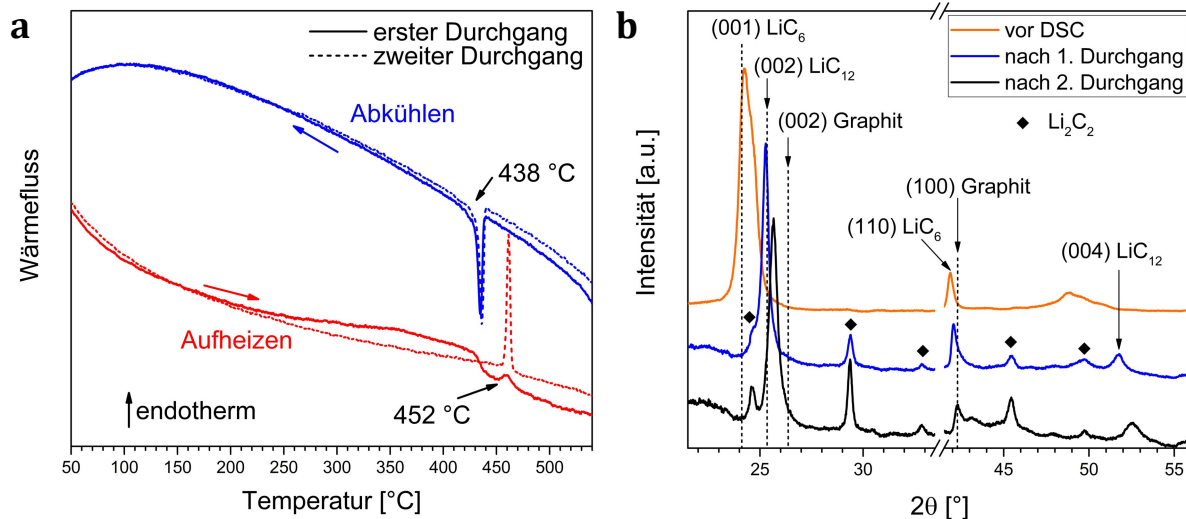 a
erster Durchgang
zweiter Durchgang
Abkühlen
438 °C
Aufheizen
452 °C
endotherm
Wärmefluss
50 100 150 200 250 300 350 400 450 500
Temperatur [°C]
b
(001) LiC6
(002) LiC12
(002) Graphit
vor DSC
nach 1. Durchgang
nach 2. Durchgang
Li2C2
(100) Graphit
(110) LiC6
(004) LiC12
Intensität [a.u.]
25 30 45 50 55
2θ [°]